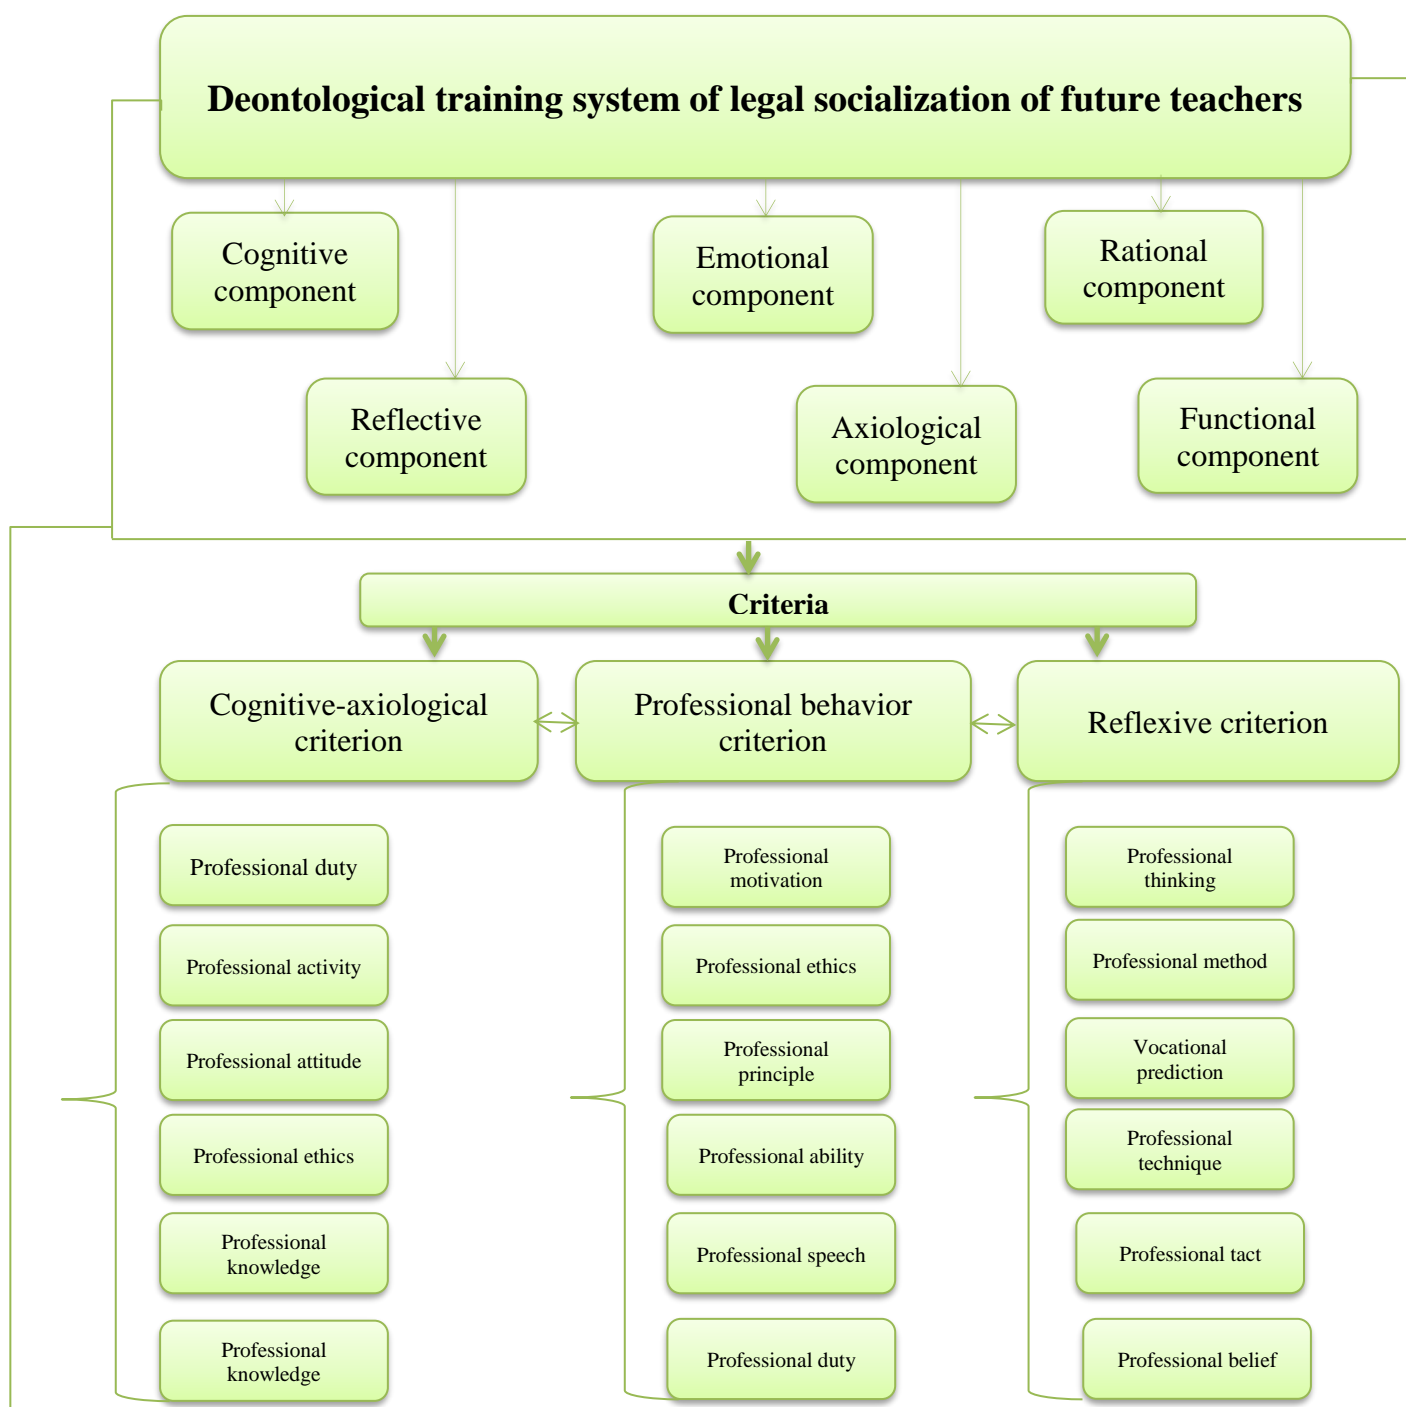 Deontological training system of legal socialization of future teachers
Cognitive
component
Emotional
component
Rational
component
Reflective
component
Axiological
component
Functional
component
Criteria
Cognitive-axiological
criterion
Professional behavior
criterion
Reflexive criterion
Professional duty
Professional activity
Professional attitude
Professional ethics
Professional
knowledge
Professional
knowledge
Professional
motivation
Professional ethics
Professional
principle
Professional ability
Professional speech
Professional duty
Professional
thinking
Professional method
Vocational
prediction
Professional
technique
Professional tact
Professional belief